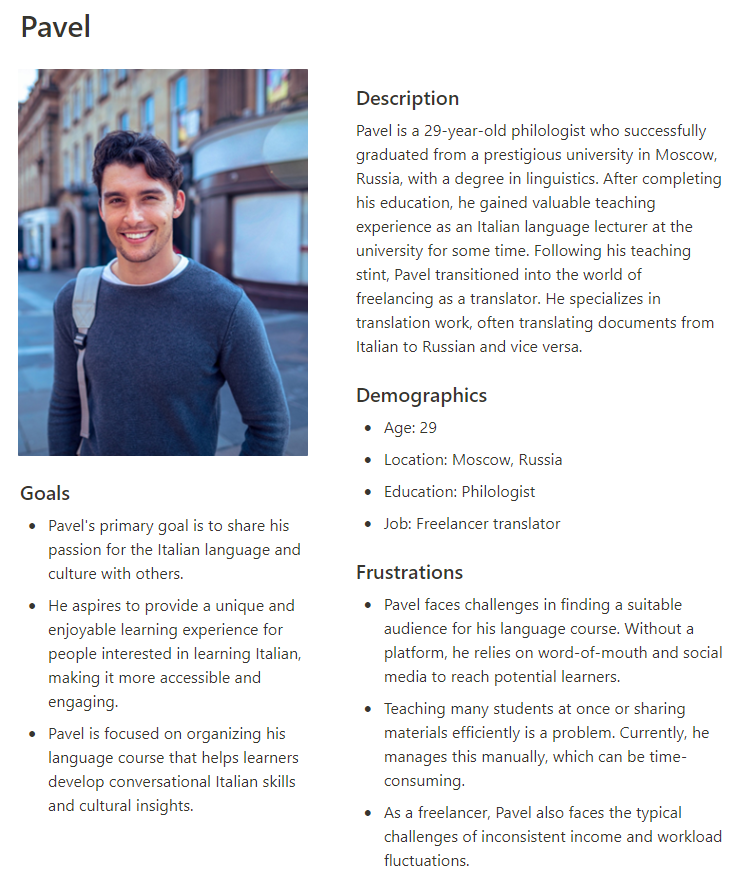 Pavel
Goals
Pavel's primary goal is to share his
passion for the Italian language and
culture with others.
He aspires to provide a unique and
enjoyable learning experience for
people interested in learning Italian,
making it more accessible and
engaging.
Pavel is focused on organizing his
language course that helps learners
develop conversational Italian skills
and cultural insights.
Description
Pavel is a 29-year-old philologist who successfully
graduated from a prestigious university in Moscow,
Russia, with a degree in linguistics. After completing
his education, he gained valuable teaching
experience as an Italian language lecturer at the
university for some time. Following his teaching
stint, Pavel transitioned into the world of
freelancing as a translator. He specializes in
translation work, often translating documents from
Italian to Russian and vice versa.
Demographics
Age: 29
Location: Moscow, Russia
Education: Philologist
Job: Freelancer translator
Frustrations
Pavel faces challenges in finding a suitable
audience for his language course. Without a
platform, he relies on word-of-mouth and social
media to reach potential learners.
Teaching many students at once or sharing
materials efficiently is a problem. Currently, he
manages this manually, which can be time-
consuming.
As a freelancer, Pavel also faces the typical
challenges of inconsistent income and workload
fluctuations.